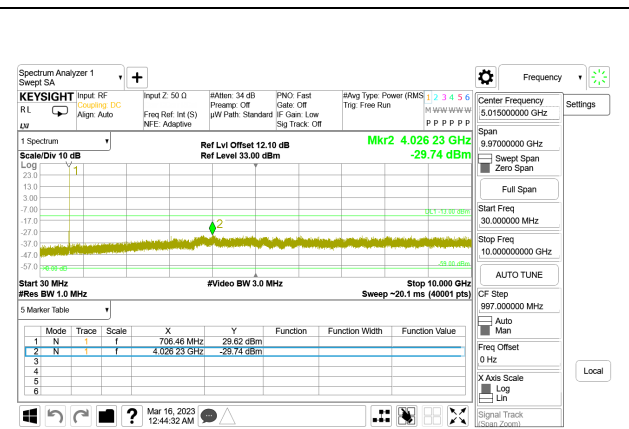 Spectrum Analyzer 1
Swept SA
Frequency
KEYSIGHT
RL
Input: RF
Coupling: DC
Align: Auto
Input Z: 50 Ω
Freq Ref: Int (S)
NFE: Adaptive
#Atten: 34 dB
Preamp: Off
µW Path: Standard
PNO: Fast
Gate: Off
IF Gain: Low
Sig Track: Off
#Avg Type: Power (RMS
Trig: Free Run
1 2 3 4 5 6
M W W W W W
P P P P P P
Center Frequency
5.015000000 GHz
Settings
1 Spectrum
Scale/Div 10 dB
Ref Lvl Offset 12.10 dB
Ref Level 33.00 dBm
Mkr2 4.026 23 GHz
-29.74 dBm
Span
9.97000000 GHz
Swept Span
Zero Span
Full Span
Start Freq
30.000000 MHz
Stop Freq
10.000000000 GHz
AUTO TUNE
CF Step
997.000000 MHz
Auto
Man
Freq Offset
0 Hz
X Axis Scale
Log
Lin
Signal Track
(Span Zoom)
Local
Log
1
23.0
13.0
3.00
-7.00
-17.0
DL1 -13.00 dBm
2
-27.0
-37.0
-47.0
-57.0
Start 30 MHz
#Video BW 3.0 MHz
Stop 10.000 GHz
#Res BW 1.0 MHz
Sweep ~20.1 ms (40001 pts)
5 Marker Table
Mode Trace Scale X Y Function Function Width Function Value
1 N 1 f 706.46 MHz 29.62 dBm
2 N 1 f 4.026 23 GHz -29.74 dBm
3
4
5
6
?
Mar 16, 2023
12:44:32 AM